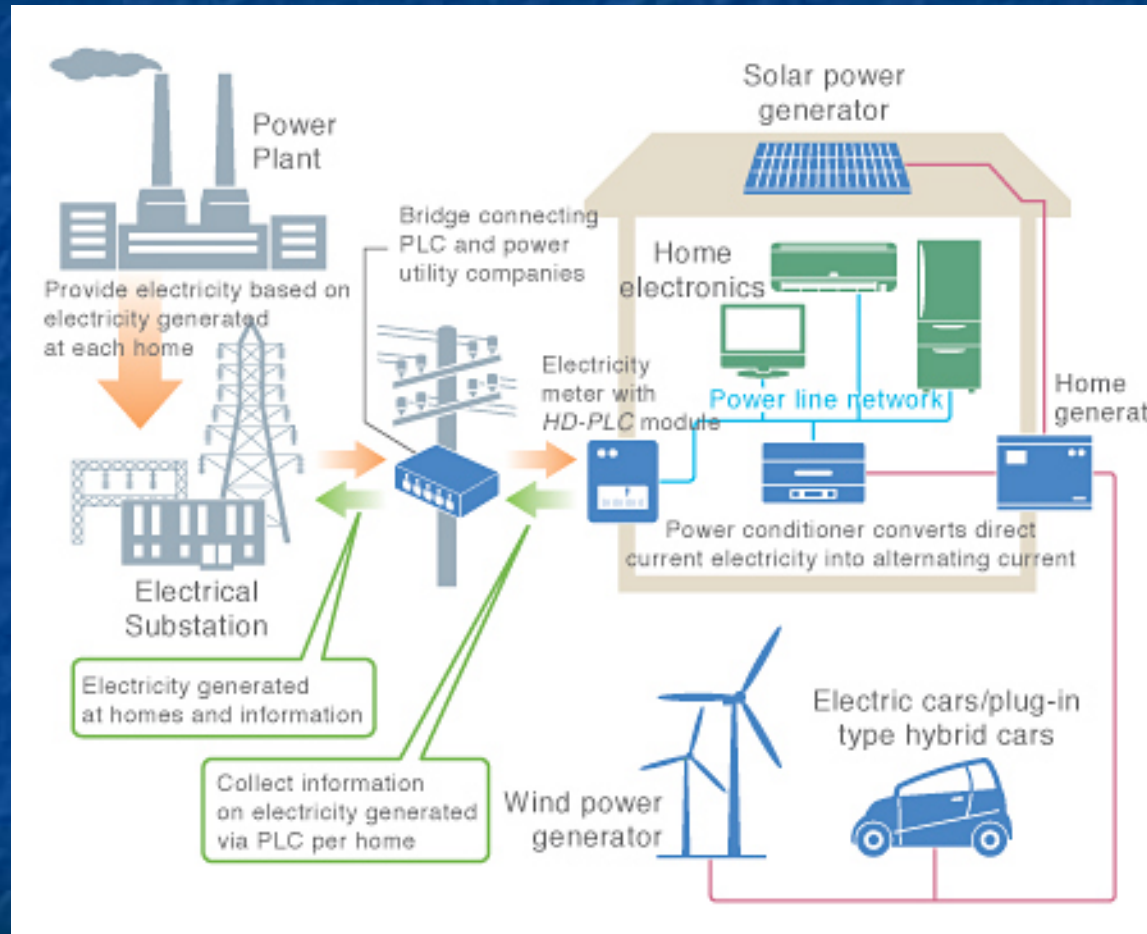 Power
Plant
Provide electricity based on
electricity generated
at each home
Bridge connecting
PLC and power
utility companies
Solar power
generator
Home
electronics
Electricity
meter with
HD-PLC module
Power line network
Home
generat
Power conditioner converts direct
current electricity into alternating current
Electrical
Substation
Electricity generated
at homes and information
Collect information
on electricity generated
via PLC per home
Wind power
generator
Electric cars/plug-in
type hybrid cars